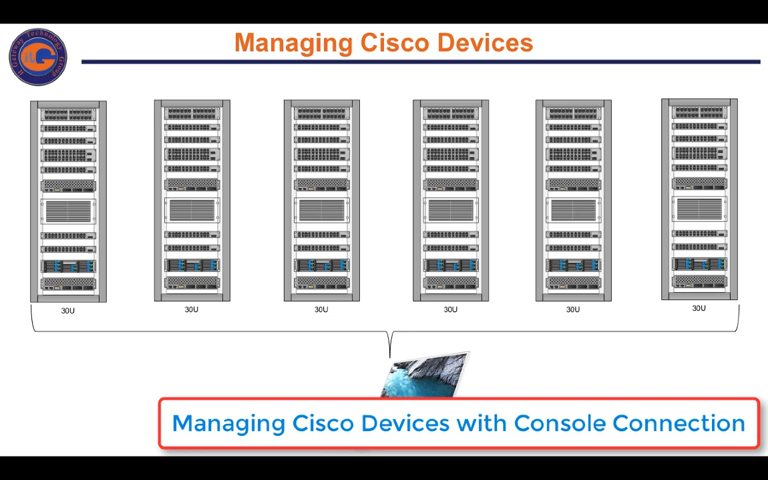 Managing Cisco Devices
30U
30U
30U
30U
30U
30U
Managing Cisco Devices with Console Connection